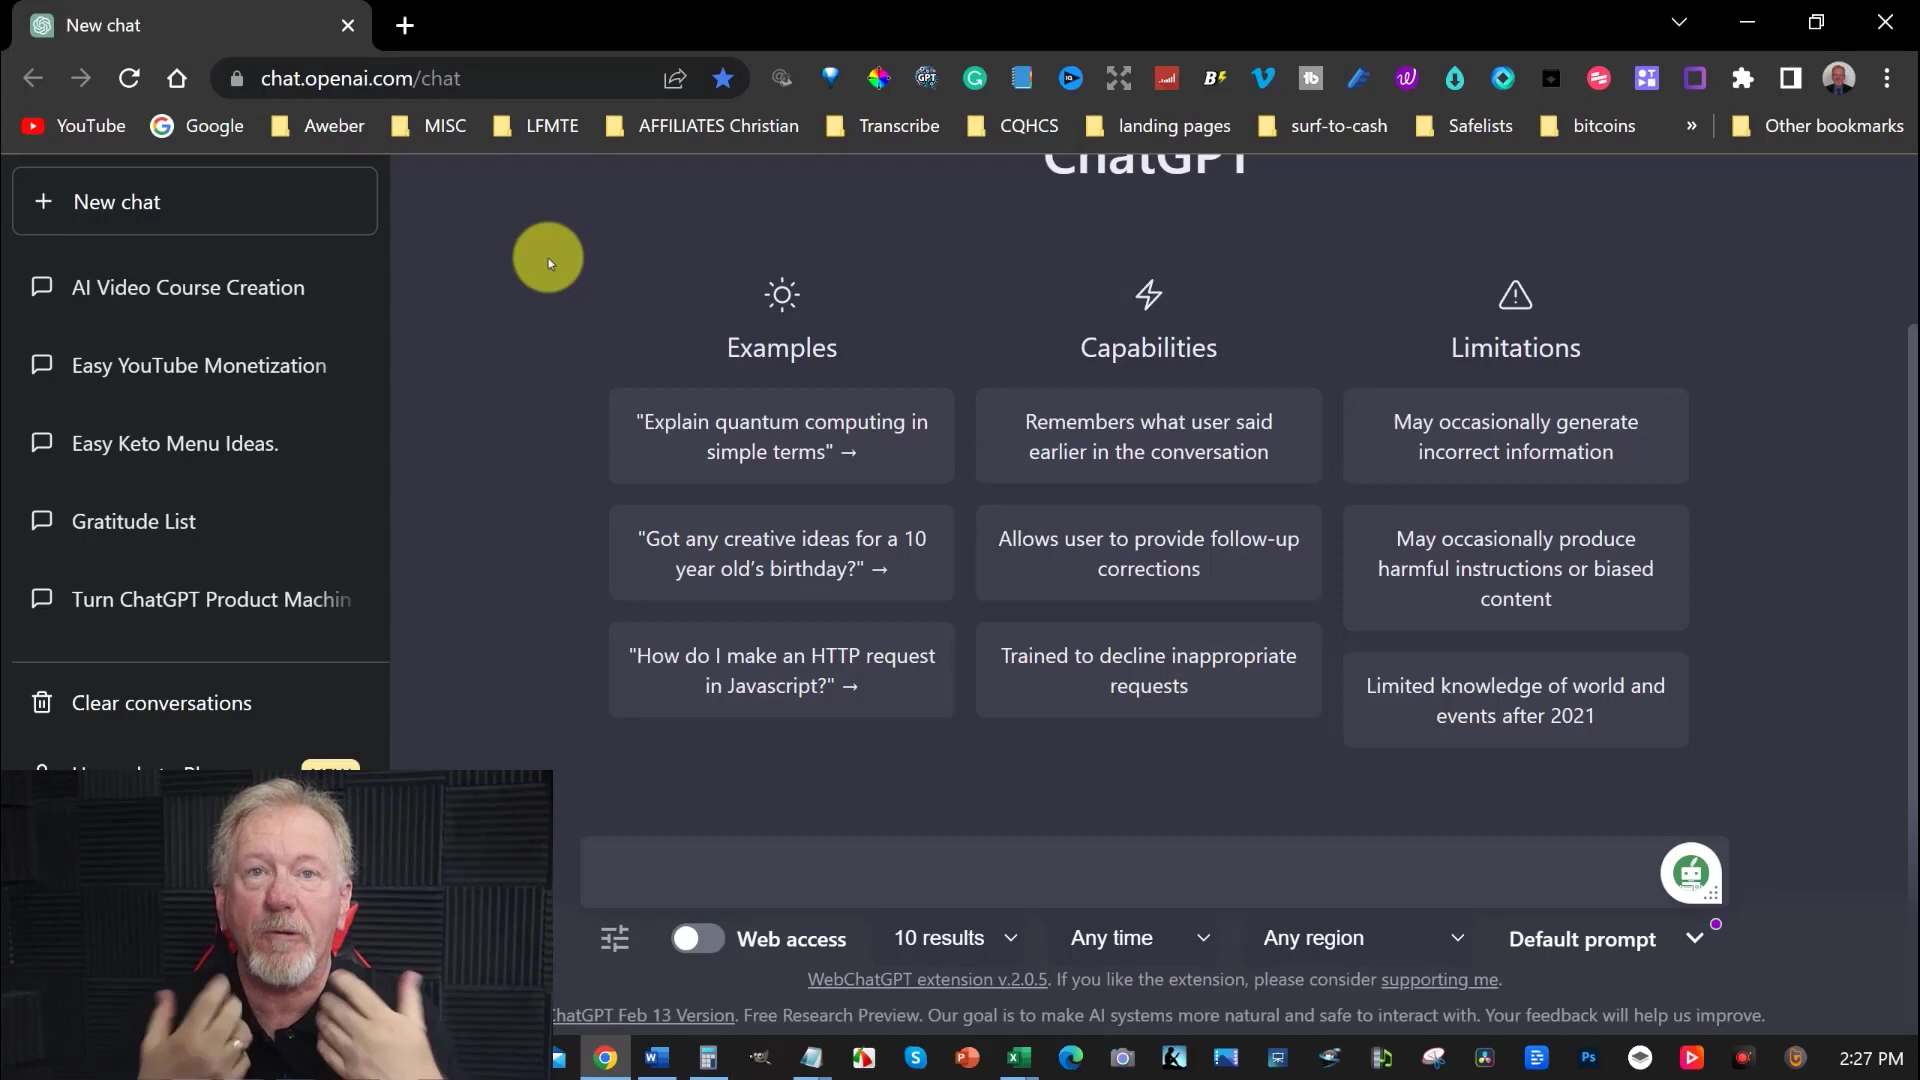 New chat
chat.openai.com/chat
YouTube Google Aweber MISC LFMTE AFFILIATES Christian Transcribe CQHCS landing pages surf-to-cash Safelists bitcoins » Other bookmarks
ChatGPT
+ New chat
AI Video Course Creation
Easy YouTube Monetization
Easy Keto Menu Ideas.
Gratitude List
Turn ChatGPT Product Machin
Clear conversations
Examples
"Explain quantum computing in
simple terms" →
"Got any creative ideas for a 10
year old's birthday?" →
"How do I make an HTTP request
in Javascript?" →
Capabilities
Remembers what user said
earlier in the conversation
Allows user to provide follow-up
corrections
Trained to decline inappropriate
requests
Limitations
May occasionally generate
incorrect information
May occasionally produce
harmful instructions or biased
content
Limited knowledge of world and
events after 2021
Web access 10 results Any time Any region Default prompt
WebChatGPT extension v.2.0.5. If you like the extension, please consider supporting me.
ChatGPT Feb 13 Version. Free Research Preview. Our goal is to make AI systems more natural and safe to interact with. Your feedback will help us improve.
2:27 PM